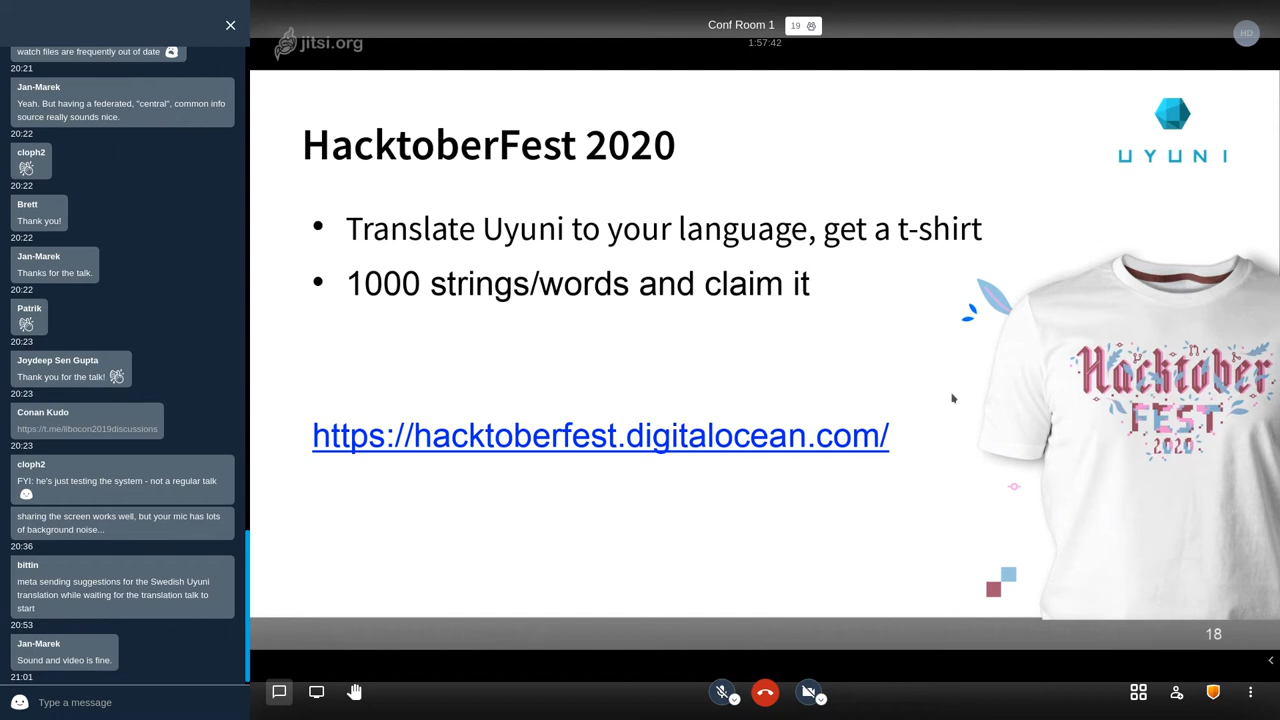 watch files are frequently out of date
20:21
Jan-Marek
Yeah. But having a federated, "central", common info
source really sounds nice.
20:22
cloph2
20:22
Brett
Thank you!
20:22
Jan-Marek
Thanks for the talk.
20:22
Patrik
20:23
Joydeep Sen Gupta
Thank you for the talk!
20:23
Conan Kudo
https://t.me/libocon2019discussions
20:23
cloph2
FYI: he's just testing the system - not a regular talk
sharing the screen works well, but your mic has lots
of background noise...
20:36
bittin
meta sending suggestions for the Swedish Uyuni
translation while waiting for the translation talk to
start
20:53
Jan-Marek
Sound and video is fine.
21:01
Type a message
jitsi.org
Conf Room 1
19
1:57:42
HD
UYUNI
HacktoberFest 2020
• Translate Uyuni to your language, get a t-shirt
• 1000 strings/words and claim it
https://hacktoberfest.digitalocean.com/
Hacktober
FEST
2020
18